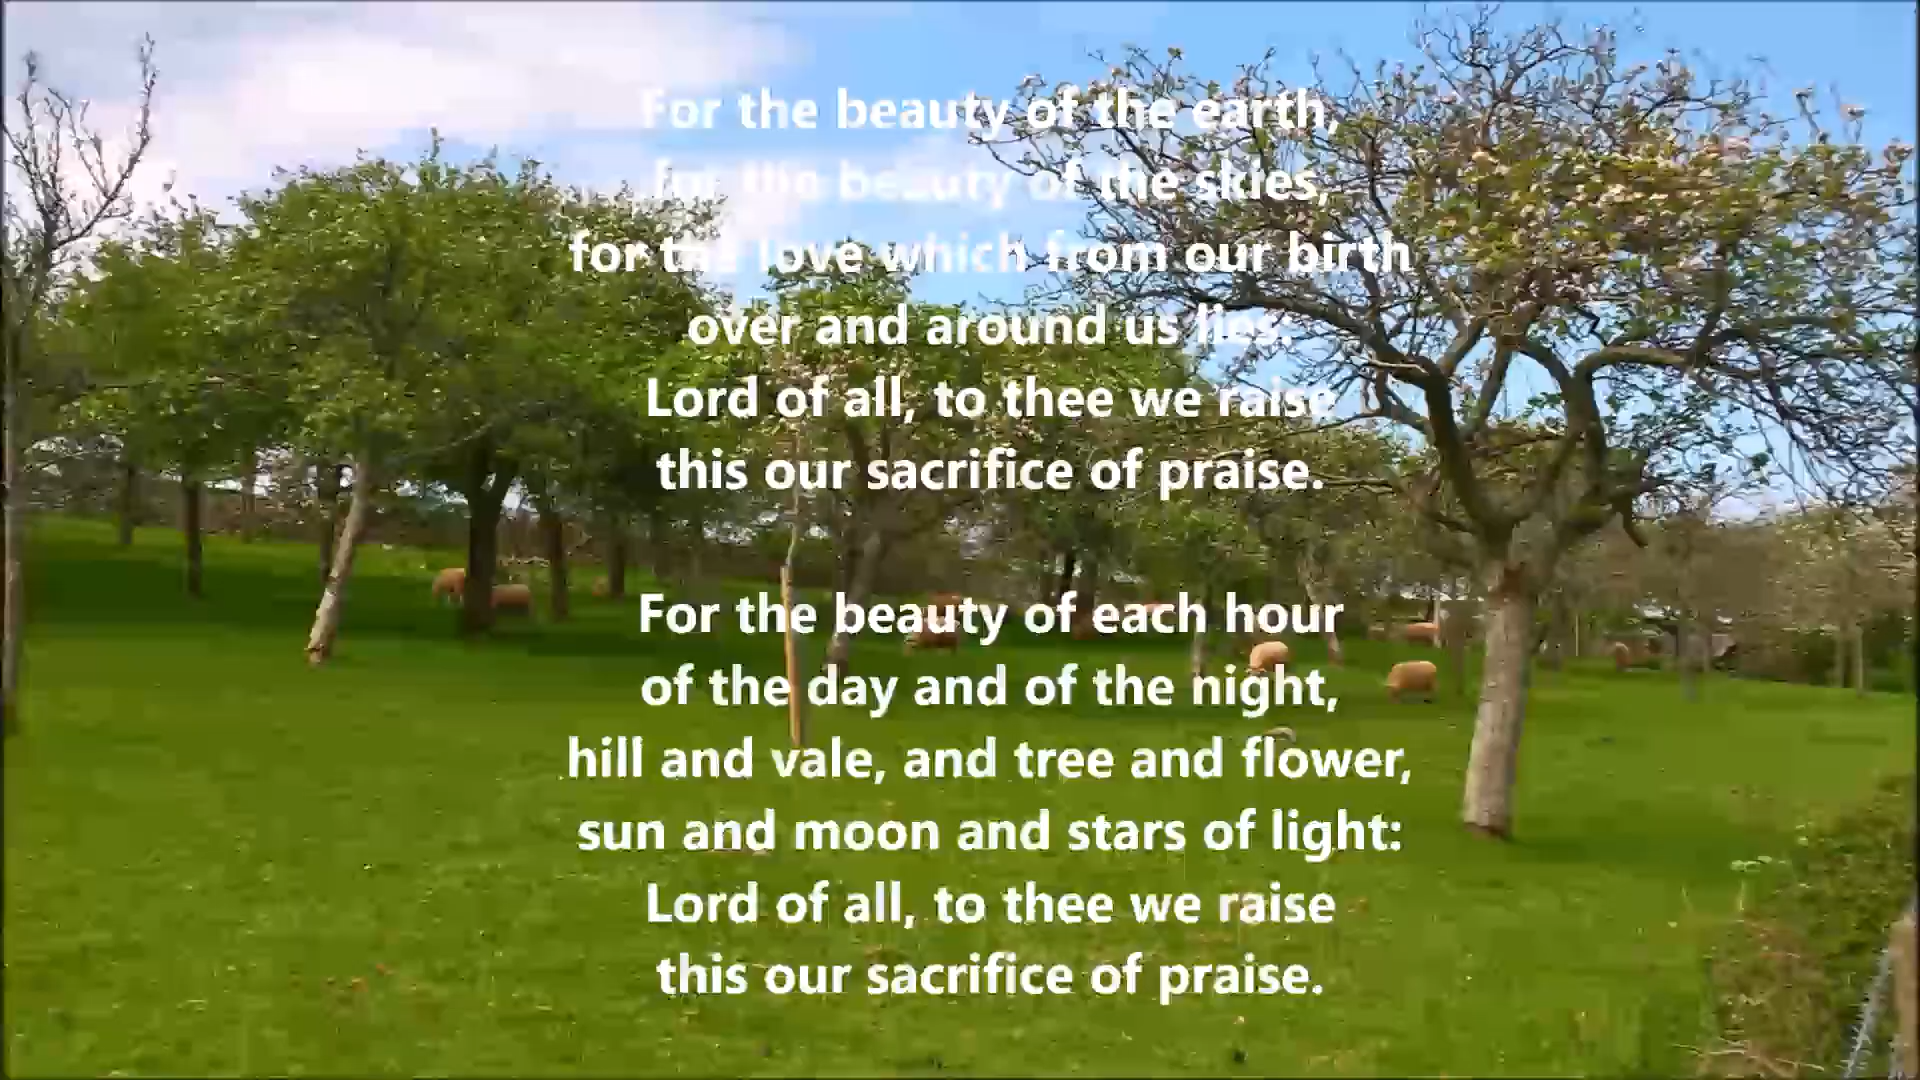 For the beauty of the earth,
for the beauty of the skies,
for the love which from our birth
over and around us lies:
Lord of all, to thee we raise
this our sacrifice of praise.
For the beauty of each hour
of the day and of the night,
hill and vale, and tree and flower,
sun and moon and stars of light:
Lord of all, to thee we raise
this our sacrifice of praise.